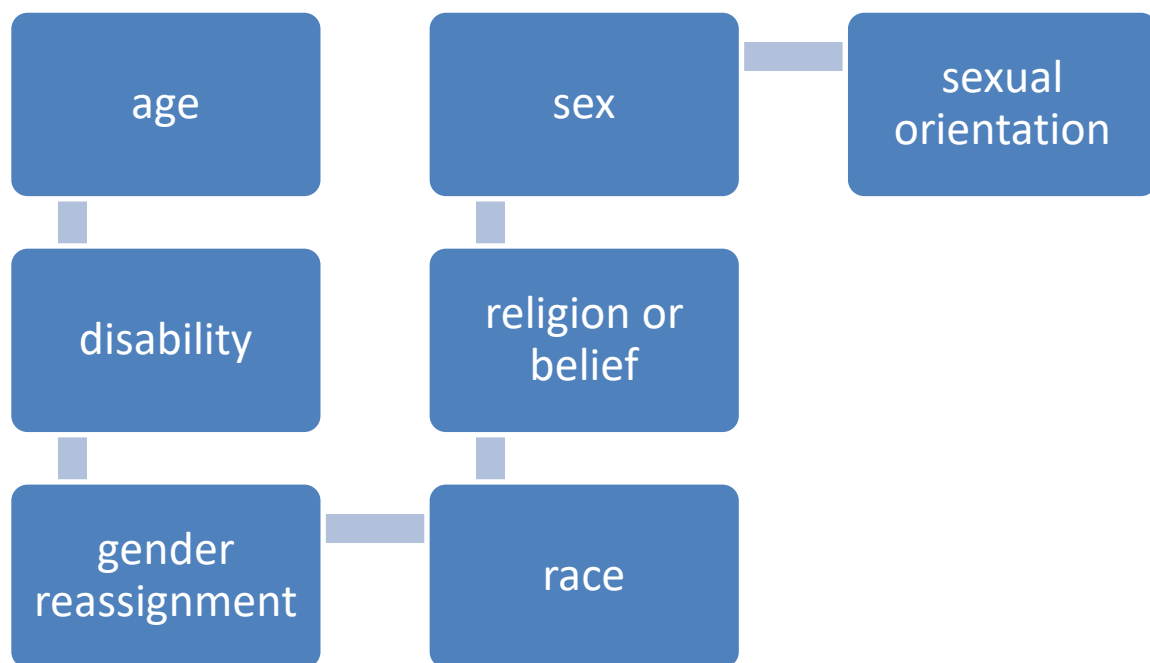 age
disability
gender
reassignment
race
religion or
belief
sex
sexual
orientation